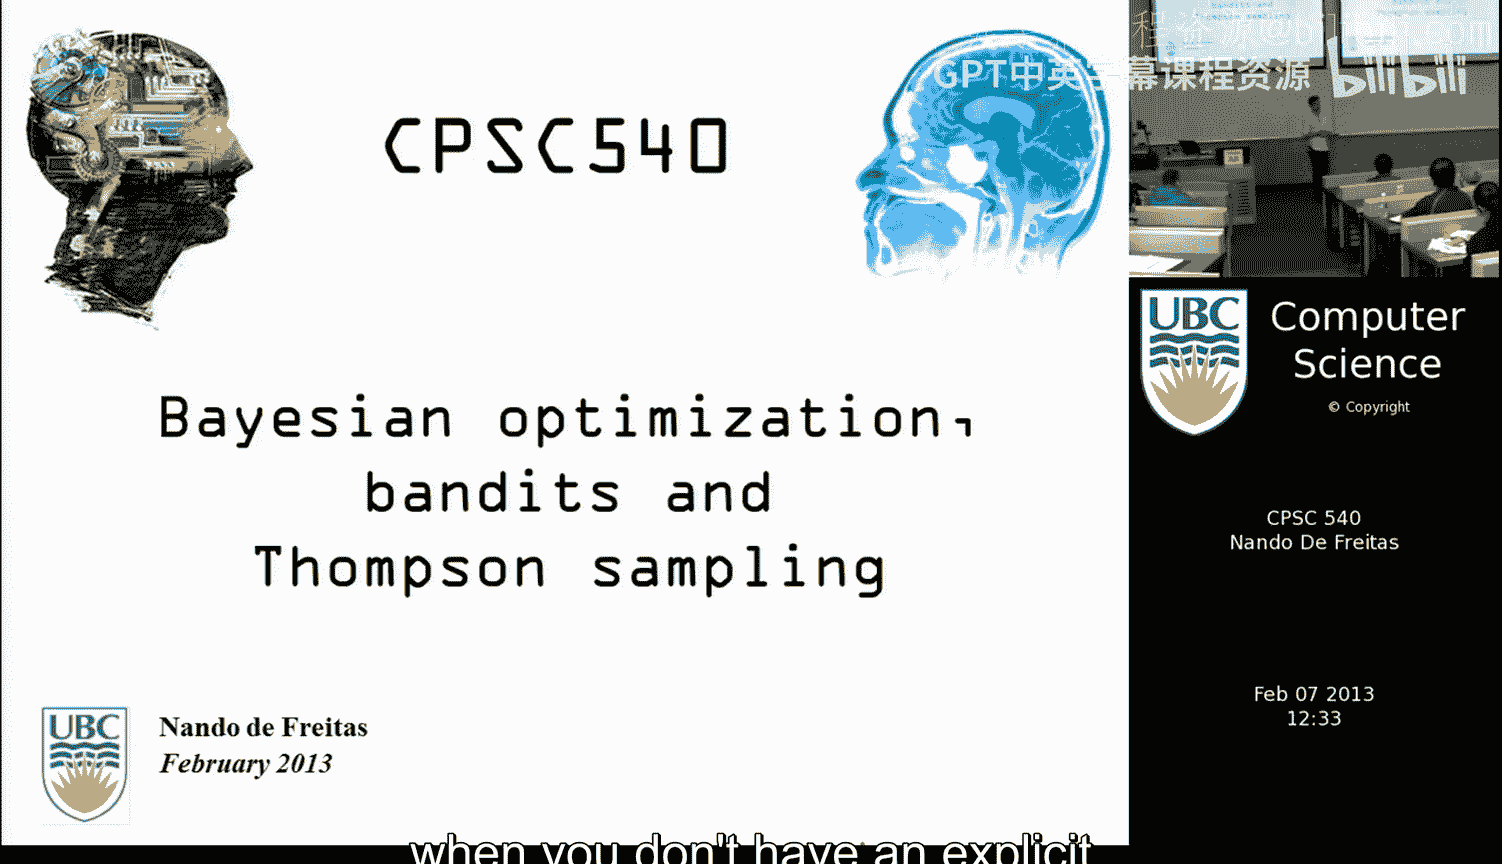 CPSC540
Bayesian optimization,
bandits and
Thompson sampling
UBC
Nando de Freitas
February 2013
GPT中英字幕课程资源 bilibili
UBC
Computer
Science
© Copyright
CPSC 540
Nando De Freitas
Feb 07 2013
12:33
when you don't have an explicit